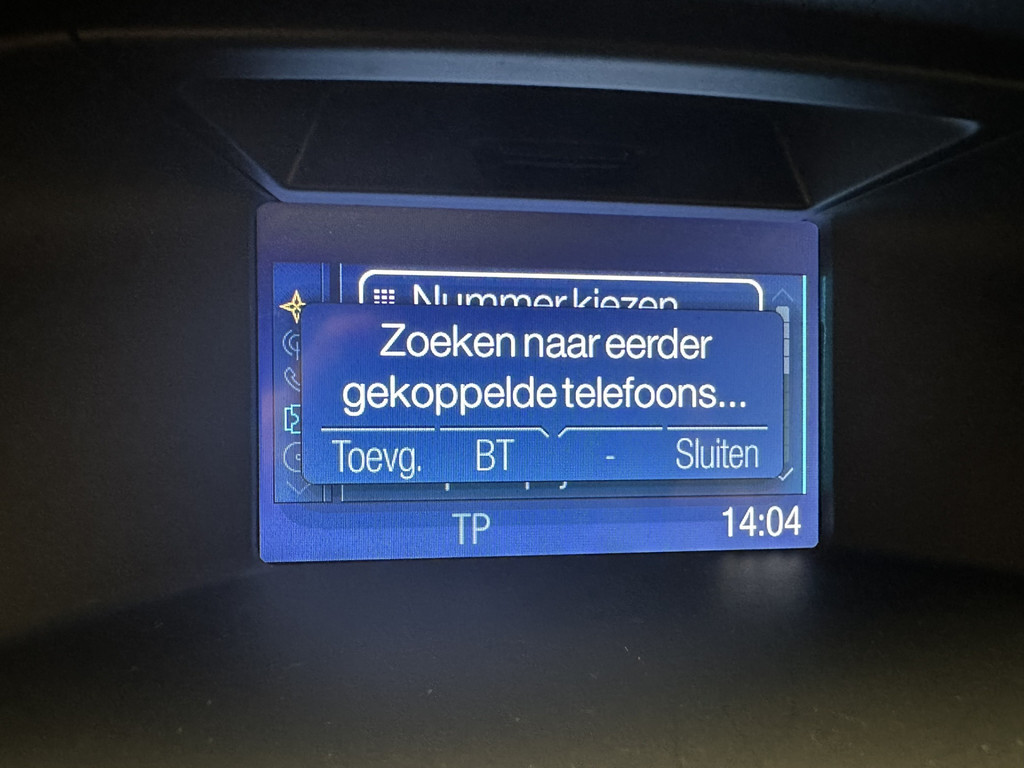 Nummer kiezen
Zoeken naar eerder
gekoppelde telefoons...
Toevg. BT - Sluiten
TP 14:04